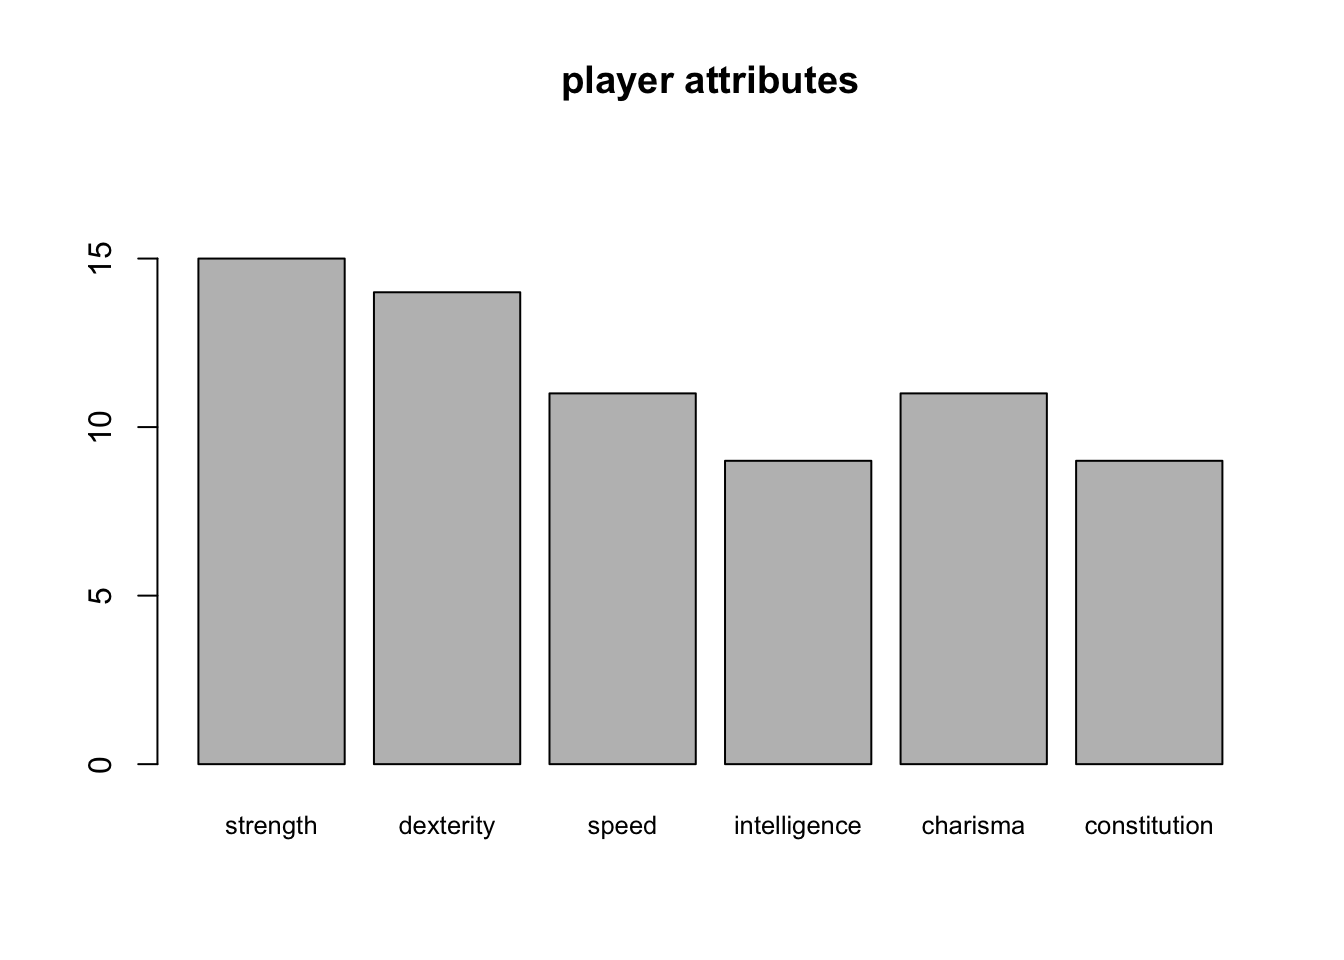 player attributes
15
10
5
0
strength dexterity speed intelligence charisma constitution